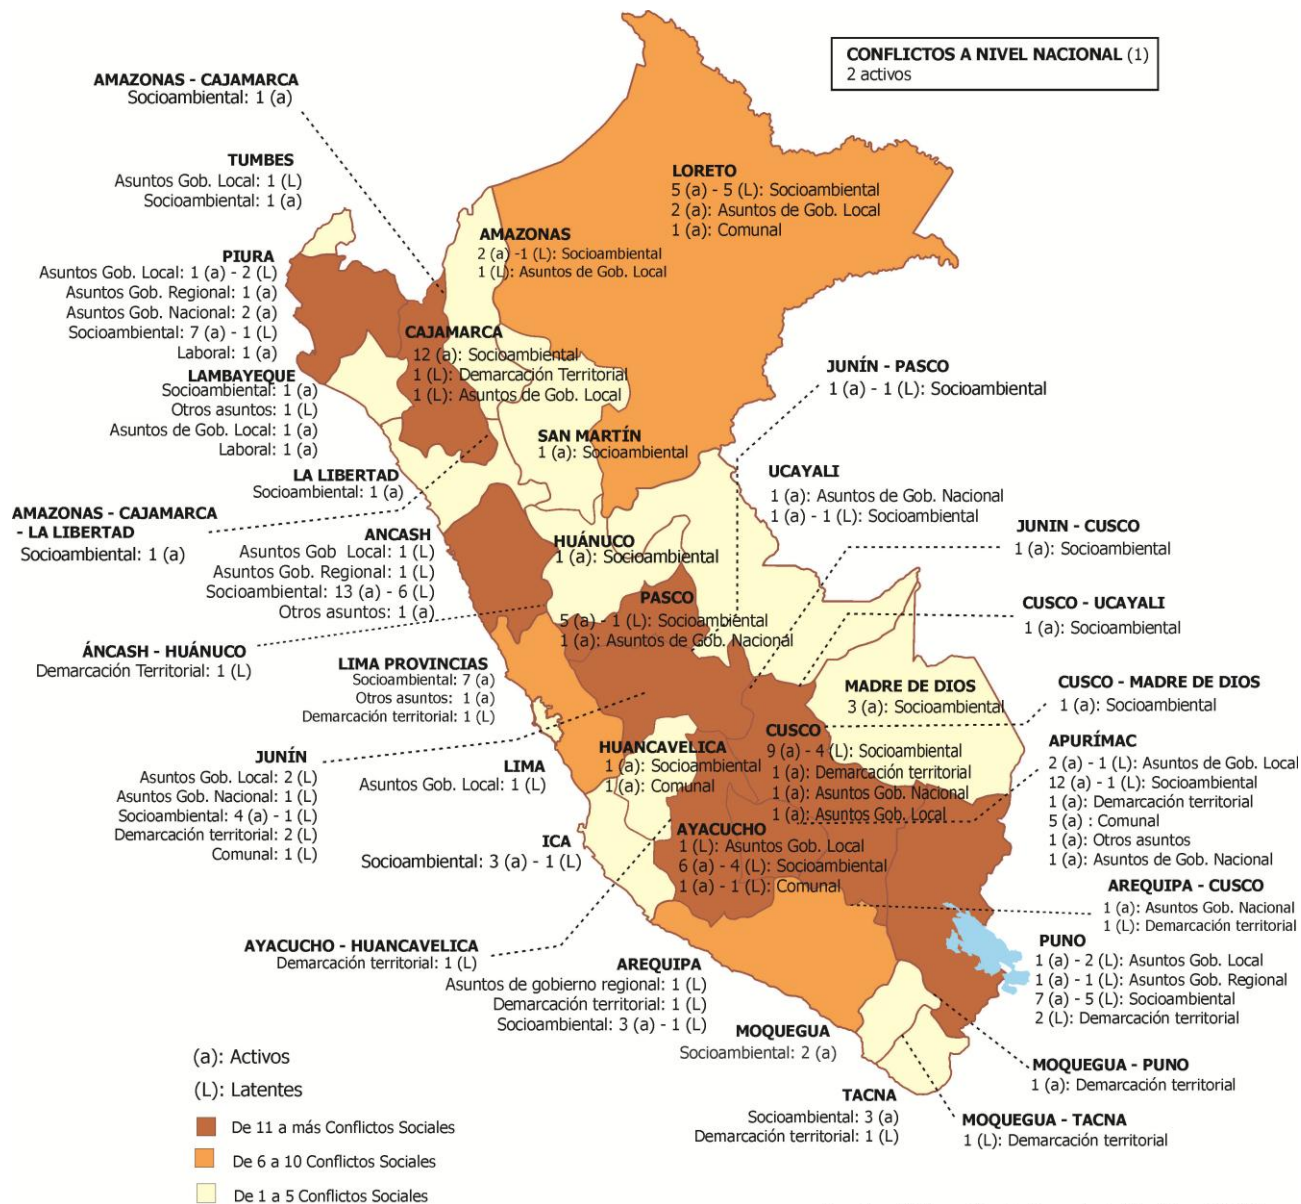 CONFLICTOS A NIVEL NACIONAL (1)
2 activos
AMAZONAS - CAJAMARCA
Socioambiental: 1 (a)
TUMBES
Asuntos Gob. Local: 1 (L)
Socioambiental: 1 (a)
PIURA
Asuntos Gob. Local: 1 (a) - 2 (L)
Asuntos Gob. Regional: 1 (a)
Asuntos Gob. Nacional: 2 (a)
Socioambiental: 7 (a) - 1 (L)
Laboral: 1 (a)
LAMBAYEQUE
Socioambiental: 1 (a)
Otros asuntos: 1 (L)
Asuntos de Gob. Local: 1 (a)
Laboral: 1 (a)
LA LIBERTAD
Socioambiental: 1 (a)
AMAZONAS - CAJAMARCA
- LA LIBERTAD
Socioambiental: 1 (a)
ANCASH
Asuntos Gob Local: 1 (L)
Asuntos Gob. Regional: 1 (L)
Socioambiental: 13 (a) - 6 (L)
Otros asuntos: 1 (a)
ÁNCASH - HUÁNUCO
Demarcación Territorial: 1 (L)
LIMA PROVINCIAS
Socioambiental: 7 (a)
Otros asuntos: 1 (a)
Demarcación territorial: 1 (L)
JUNÍN
Asuntos Gob. Local: 2 (L)
Asuntos Gob. Nacional: 1 (L)
Socioambiental: 4 (a) - 1 (L)
Demarcación territorial: 2 (L)
Comunal: 1 (L)
LIMA
Asuntos Gob. Local: 1 (L)
ICA
Socioambiental: 3 (a) - 1 (L)
AYACUCHO - HUANCAVELICA
Demarcación territorial: 1 (L)
AREQUIPA
Asuntos de gobierno regional: 1 (L)
Demarcación territorial: 1 (L)
Socioambiental: 3 (a) - 1 (L)
MOQUEGUA
Socioambiental: 2 (a)
TACNA
Socioambiental: 3 (a)
Demarcación territorial: 1 (L)
LORETO
5 (a) - 5 (L): Socioambiental
2 (a): Asuntos de Gob. Local
1 (a): Comunal
AMAZONAS
2 (a) -1 (L): Socioambiental
1 (L): Asuntos de Gob. Local
CAJAMARCA
12 (a): Socioambiental
1 (L): Demarcación Territorial
1 (L): Asuntos de Gob. Local
SAN MARTÍN
1 (a): Socioambiental
HUÁNUCO
1 (a): Socioambiental
PASCO
5 (a) - 1 (L): Socioambiental
1 (a): Asuntos de Gob. Nacional
HUANCAVELICA
1 (a): Socioambiental
1 (a): Comunal
AYACUCHO
1 (L): Asuntos Gob. Local
6 (a) - 4 (L): Socioambiental
1 (a) - 1 (L): Comunal
CUSCO
9 (a) - 4 (L): Socioambiental
1 (a): Demarcación territorial
1 (a): Asuntos Gob. Nacional
1 (a): Asuntos Gob. Local
MADRE DE DIOS
3 (a): Socioambiental
JUNÍN - PASCO
1 (a) - 1 (L): Socioambiental
UCAYALI
1 (a): Asuntos de Gob. Nacional
1 (a) - 1 (L): Socioambiental
JUNIN - CUSCO
1 (a): Socioambiental
CUSCO - UCAYALI
1 (a): Socioambiental
CUSCO - MADRE DE DIOS
1 (a): Socioambiental
APURÍMAC
2 (a) - 1 (L): Asuntos de Gob. Local
12 (a) - 1 (L): Socioambiental
1 (a): Demarcación territorial
5 (a) : Comunal
1 (a): Otros asuntos
1 (a): Asuntos de Gob. Nacional
AREQUIPA - CUSCO
1 (a): Asuntos Gob. Nacional
1 (L): Demarcación territorial
PUNO
1 (a) - 2 (L): Asuntos Gob. Local
1 (a) - 1 (L): Asuntos Gob. Regional
7 (a) - 5 (L): Socioambiental
2 (L): Demarcación territorial
MOQUEGUA - PUNO
1 (a): Demarcación territorial
MOQUEGUA - TACNA
1 (L): Demarcación territorial
(a): Activos
(L): Latentes
De 11 a más Conflictos Sociales
De 6 a 10 Conflictos Sociales
De 1 a 5 Conflictos Sociales